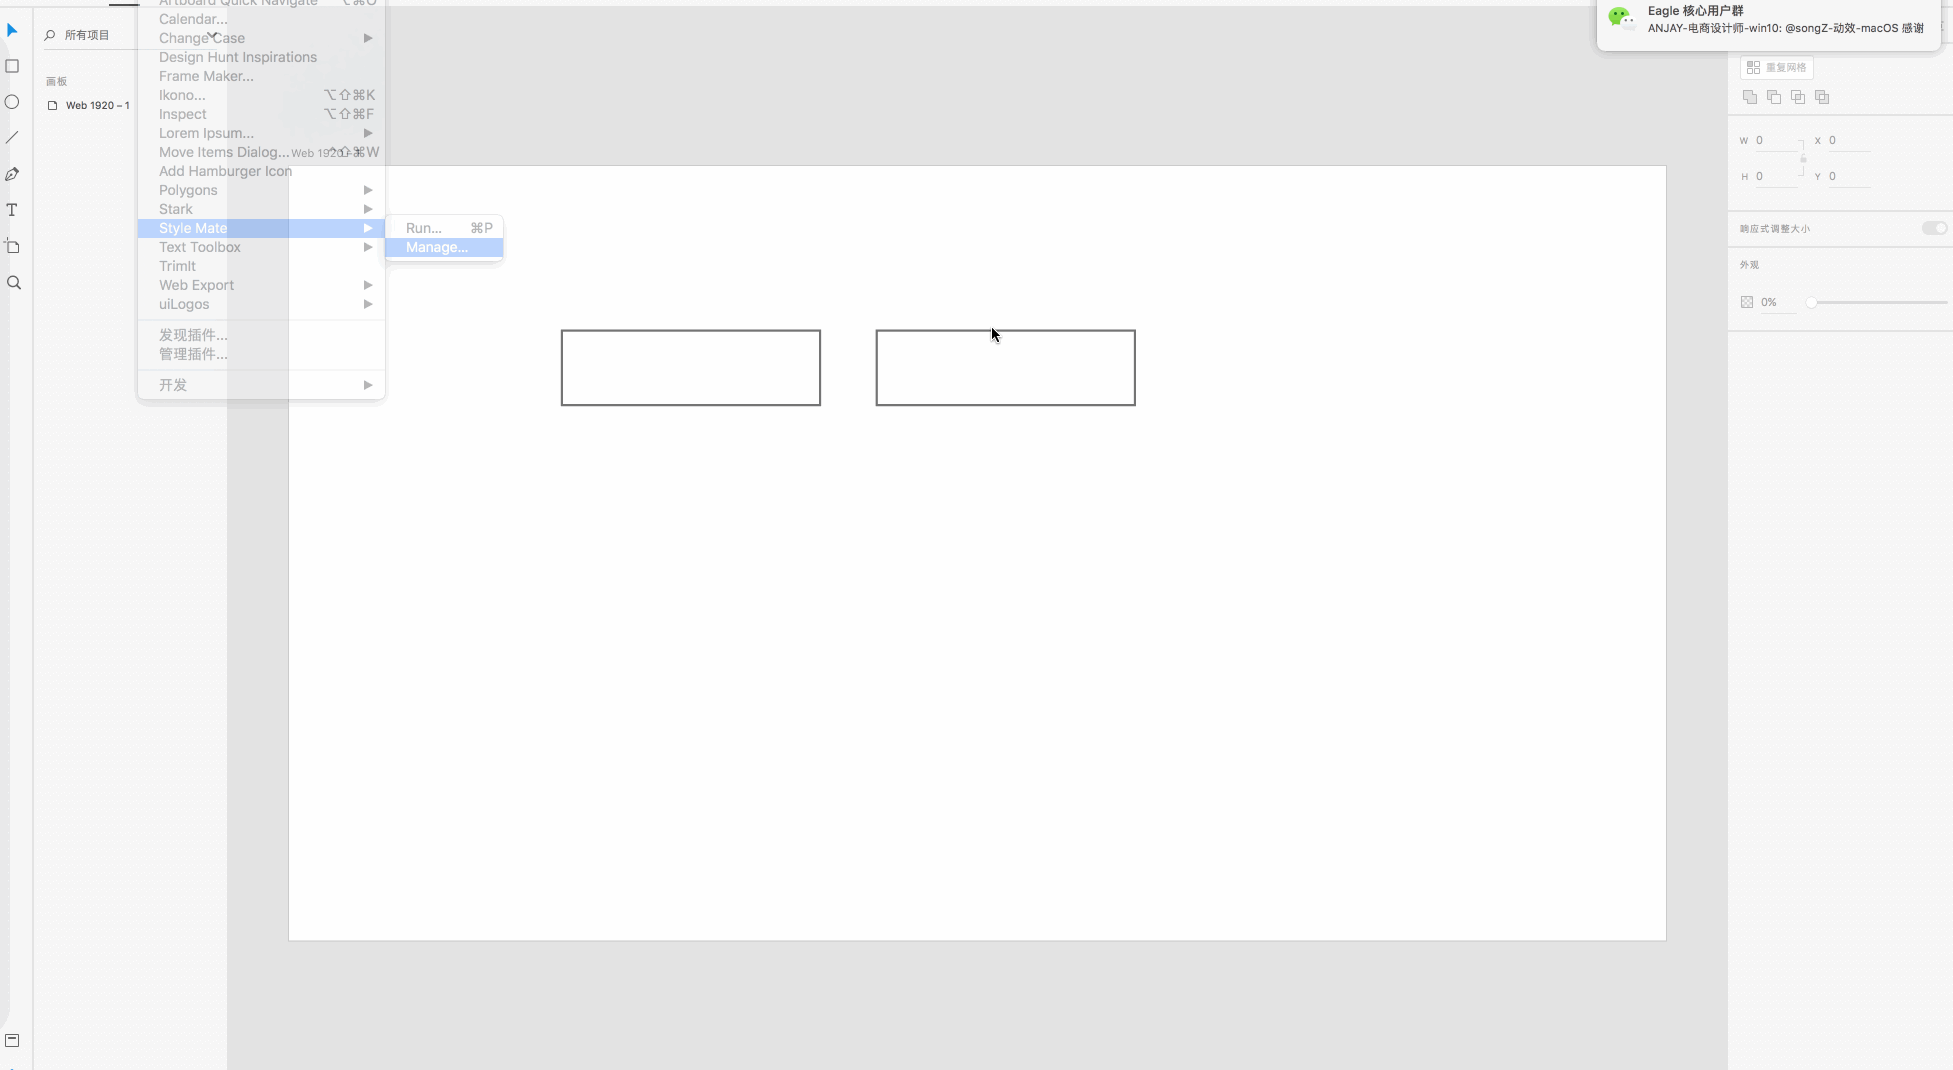 Artboard Quick Navigate ⌥⌘O
Calendar...
Change Case
Design Hunt Inspirations
Frame Maker...
Ikono... ⌥⇧⌘K
Inspect ⌥⇧⌘F
Lorem Ipsum...
Move Items Dialog... ⌘W
Add Hamburger Icon
Polygons
Stark
Style Mate
Text Toolbox
TrimIt
Web Export
uiLogos
发现插件...
管理插件...
开发
Run... ⌘P
Manage...
所有项目
画板
Web 1920 – 1
Web 1920 – 1
Eagle 核心用户群
ANJAY-电商设计师-win10: @songZ-动效-macOS 感谢
重复网格
W 0 X 0
H 0 Y 0
响应式调整大小
外观
0%